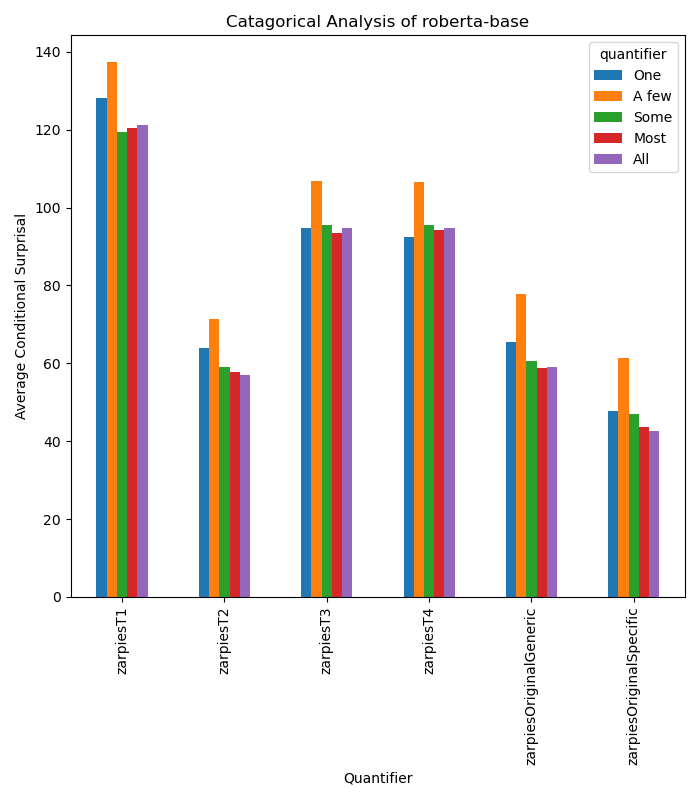 Catagorical Analysis of roberta-base
quantifier
One
A few
Some
Most
All
Average Conditional Surprisal
140
120
100
80
60
40
20
0
zarpiesT1
zarpiesT2
zarpiesT3
zarpiesT4
zarpiesOriginalGeneric
zarpiesOriginalSpecific
Quantifier